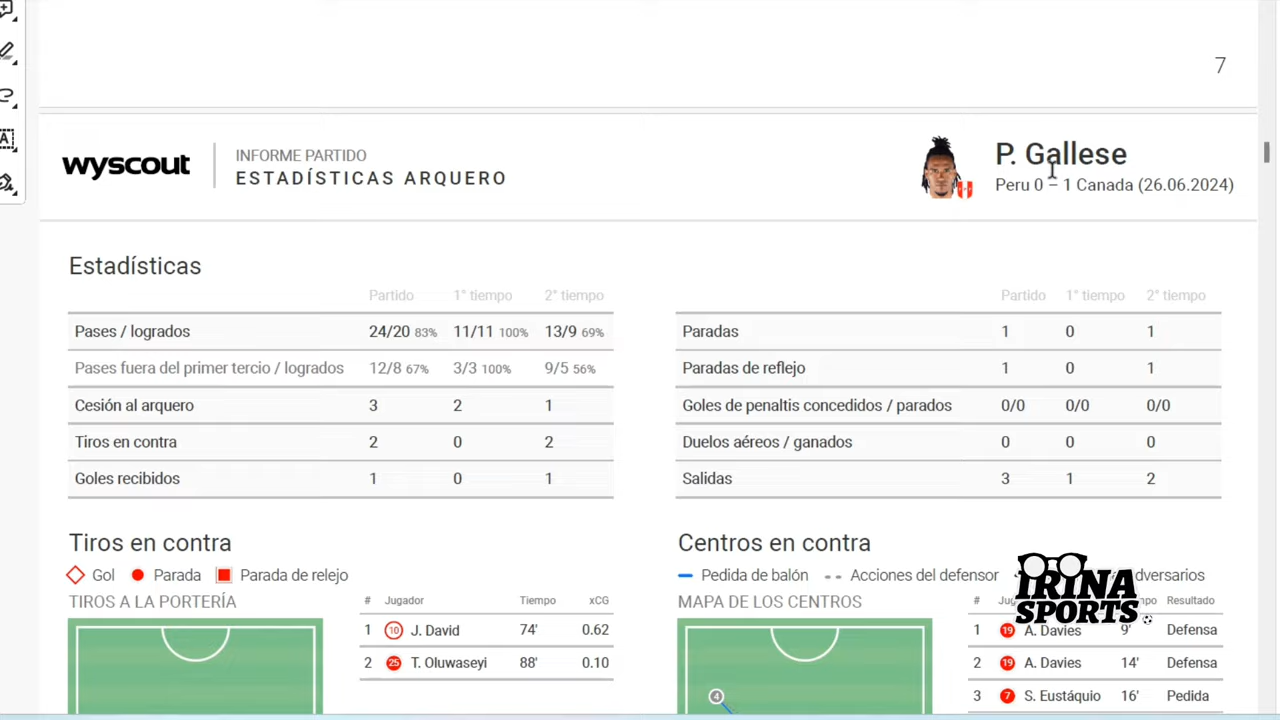 7
wyscout
INFORME PARTIDO
ESTADÍSTICAS ARQUERO
P. Gallese
Peru 0 – 1 Canada (26.06.2024)
Estadísticas
Partido 1° tiempo 2° tiempo
Pases / logrados 24/20 83% 11/11 100% 13/9 69%
Pases fuera del primer tercio / logrados 12/8 67% 3/3 100% 9/5 56%
Cesión al arquero 3 2 1
Tiros en contra 2 0 2
Goles recibidos 1 0 1
Partido 1° tiempo 2° tiempo
Paradas 1 0 1
Paradas de reflejo 1 0 1
Goles de penaltis concedidos / parados 0/0 0/0 0/0
Duelos aéreos / ganados 0 0 0
Salidas 3 1 2
Tiros en contra
Gol Parada Parada de relejo
TIROS A LA PORTERÍA
# Jugador Tiempo xCG
1 10 J. David 74' 0.62
2 25 T. Oluwaseyi 88' 0.10
Centros en contra
Pedida de balón Acciones del defensor
MAPA DE LOS CENTROS
# Resultado
1 19 A. Davies 9' Defensa
2 19 A. Davies 14' Defensa
3 7 S. Eustáquio 16' Pedida
4
IRINA
SPORTS